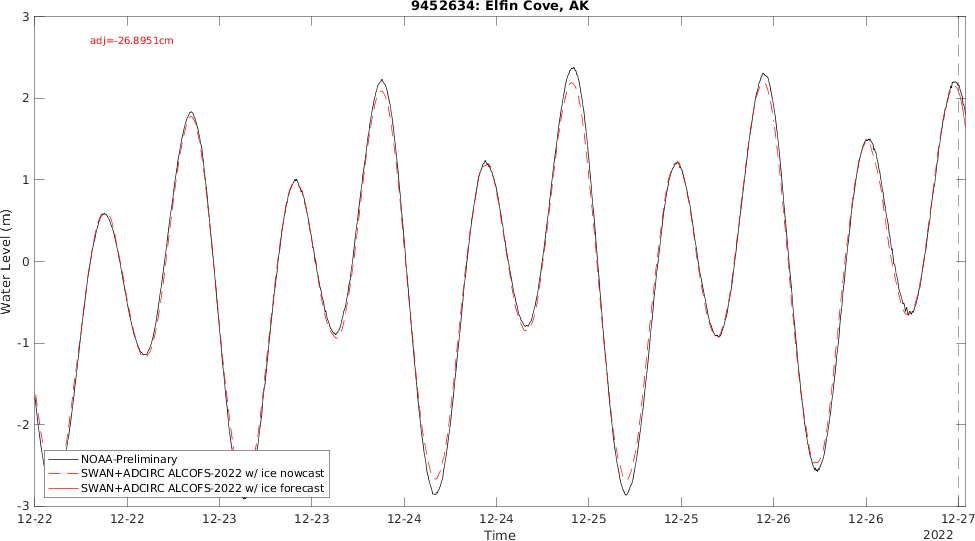 9452634: Elfin Cove, AK
adj=-26.8951cm
3
2
1
0
-1
-2
-3
Water Level (m)
NOAA-Preliminary
SWAN+ADCIRC ALCOFS-2022 w/ ice nowcast
SWAN+ADCIRC ALCOFS-2022 w/ ice forecast
12-22 12-22 12-23 12-23 12-24 12-24 12-25 12-25 12-26 12-26 12-27
Time
2022